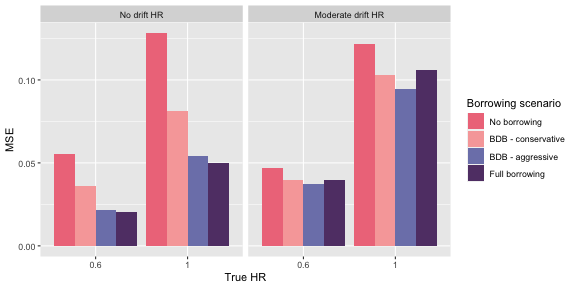 No drift HR
Moderate drift HR
MSE
0.10
0.05
0.00
0.6
1
0.6
1
True HR
Borrowing scenario
No borrowing
BDB - conservative
BDB - aggressive
Full borrowing